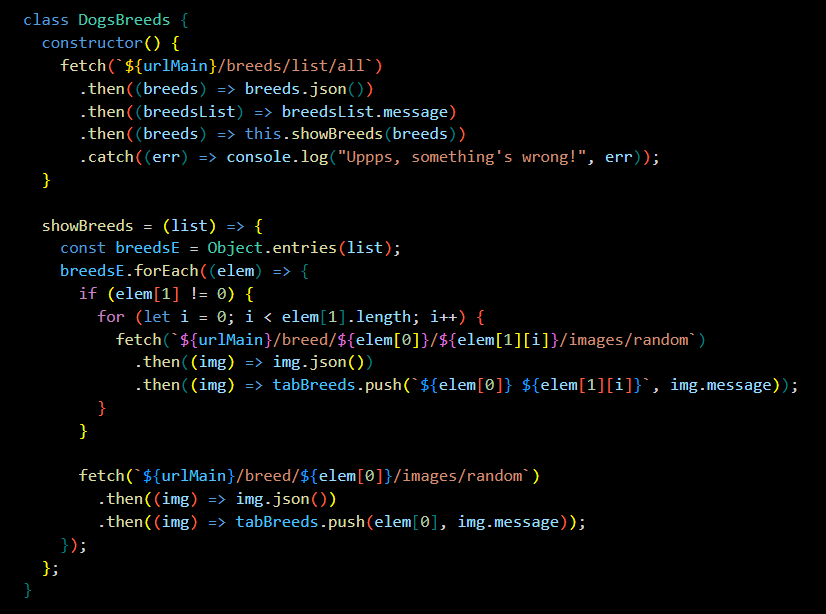 class DogsBreeds {
  constructor() {
    fetch(`${urlMain}/breeds/list/all`)
      .then((breeds) => breeds.json())
      .then((breedsList) => breedsList.message)
      .then((breeds) => this.showBreeds(breeds))
      .catch((err) => console.log("Uppps, something's wrong!", err));
  }

  showBreeds = (list) => {
    const breedsE = Object.entries(list);
    breedsE.forEach((elem) => {
      if (elem[1] != 0) {
        for (let i = 0; i < elem[1].length; i++) {
          fetch(`${urlMain}/breed/${elem[0]}/${elem[1][i]}/images/random`)
            .then((img) => img.json())
            .then((img) => tabBreeds.push(`${elem[0]} ${elem[1][i]}`, img.message));
        }
      }

      fetch(`${urlMain}/breed/${elem[0]}/images/random`)
        .then((img) => img.json())
        .then((img) => tabBreeds.push(elem[0], img.message));
    });
  };
}